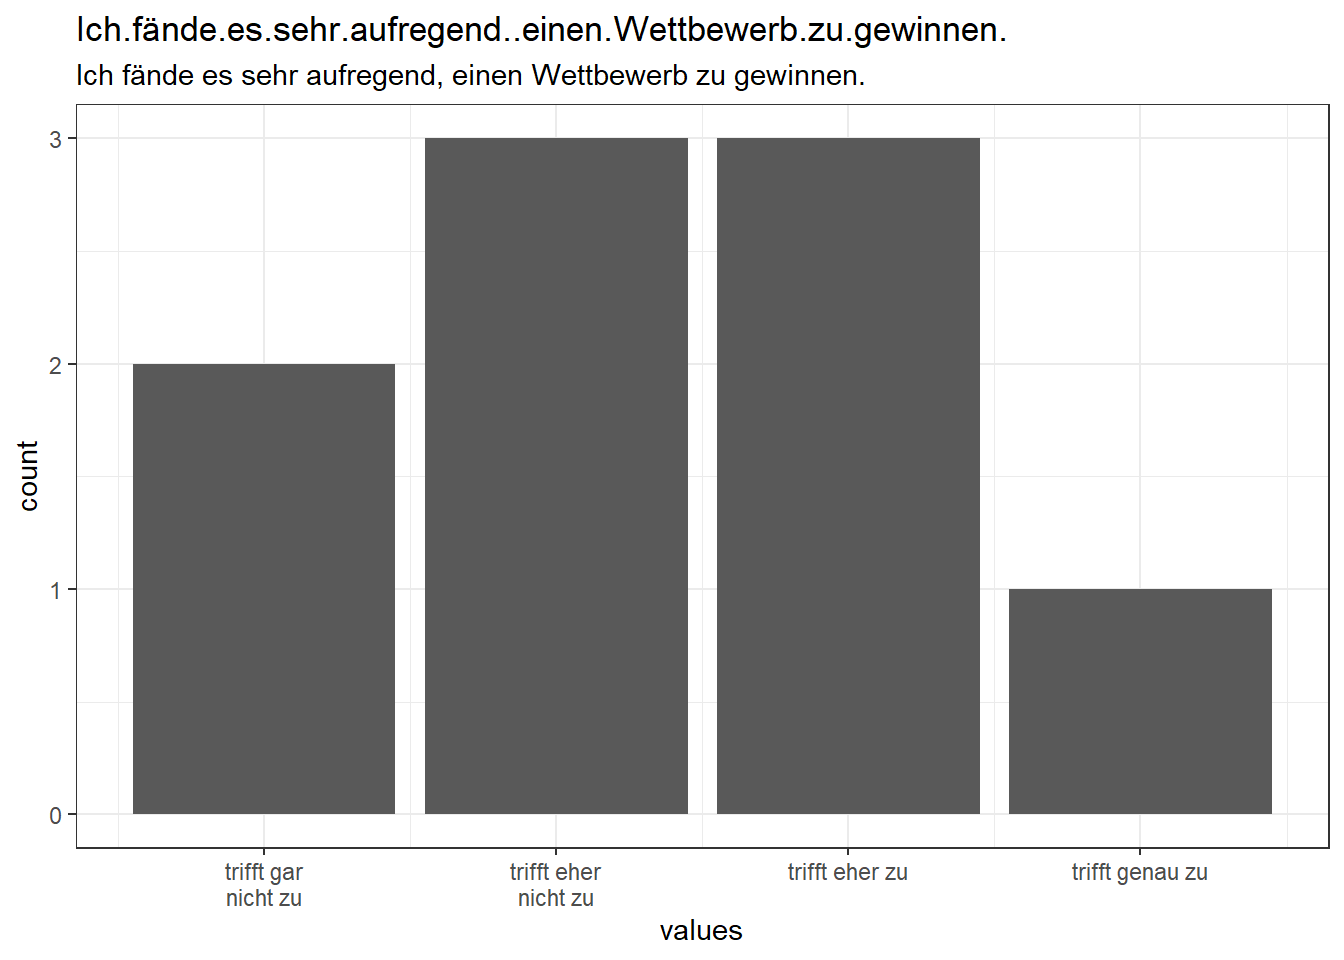 Ich.fände.es.sehr.aufregend..einen.Wettbewerb.zu.gewinnen.
Ich fände es sehr aufregend, einen Wettbewerb zu gewinnen.
3
2
1
0
count
trifft gar
nicht zu
trifft eher
nicht zu
trifft eher zu
trifft genau zu
values